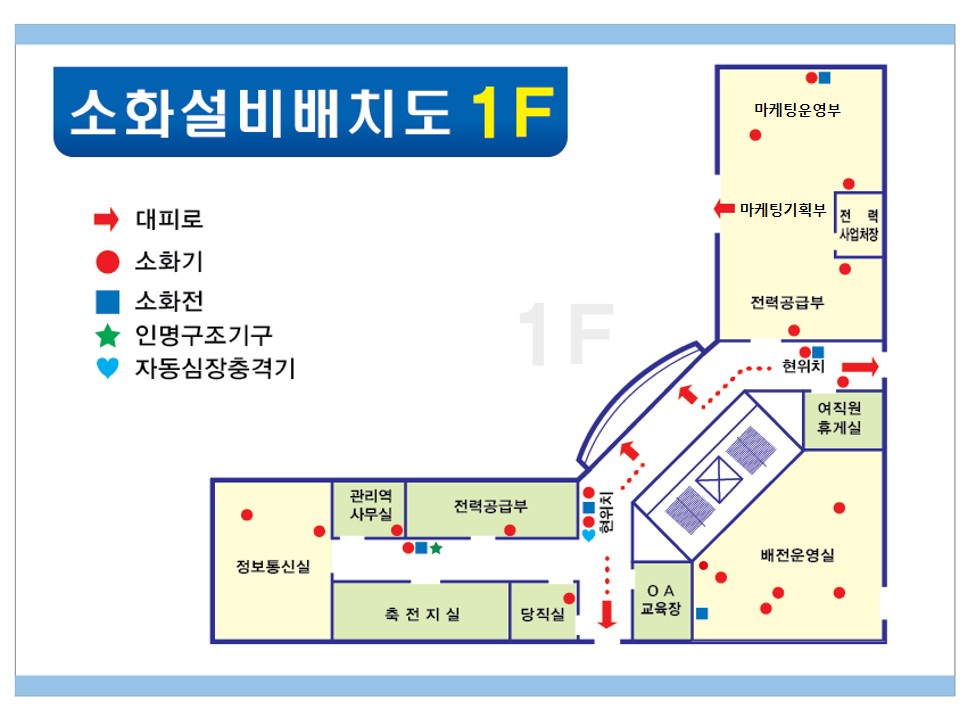 소화설비배치도 1F
대피로
소화기
소화전
인명구조기구
자동심장충격기
1F
마케팅운영부
마케팅기획부
전 력
사업처장
전력공급부
현위치
여직원
휴게실
관리역
사무실
전력공급부
현위치
정보통신실
배전운영실
축 전 지 실
당직실
O A
교육장